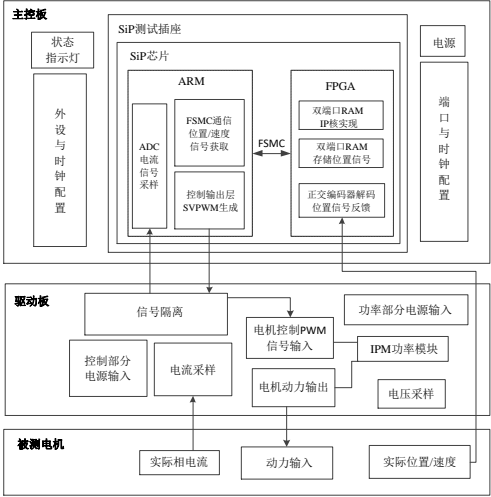 主控板
SiP测试插座
状态
指示灯
电源
SiP芯片
ARM
FPGA
外
设
与
时
钟
配
置
ADC
电流
信号
采样
FSMC通信
位置/速度
信号获取
控制输出层
SVPWM生成
FSMC
双端口RAM
IP核实现
双端口RAM
存储位置信号
正交编码器解码
位置信号反馈
端
口
与
时
钟
配
置
驱动板
信号隔离
功率部分电源输入
电机控制PWM
信号输入
控制部分
电源输入
电流采样
IPM功率模块
电机动力输出
电压采样
被测电机
实际相电流
动力输入
实际位置/速度